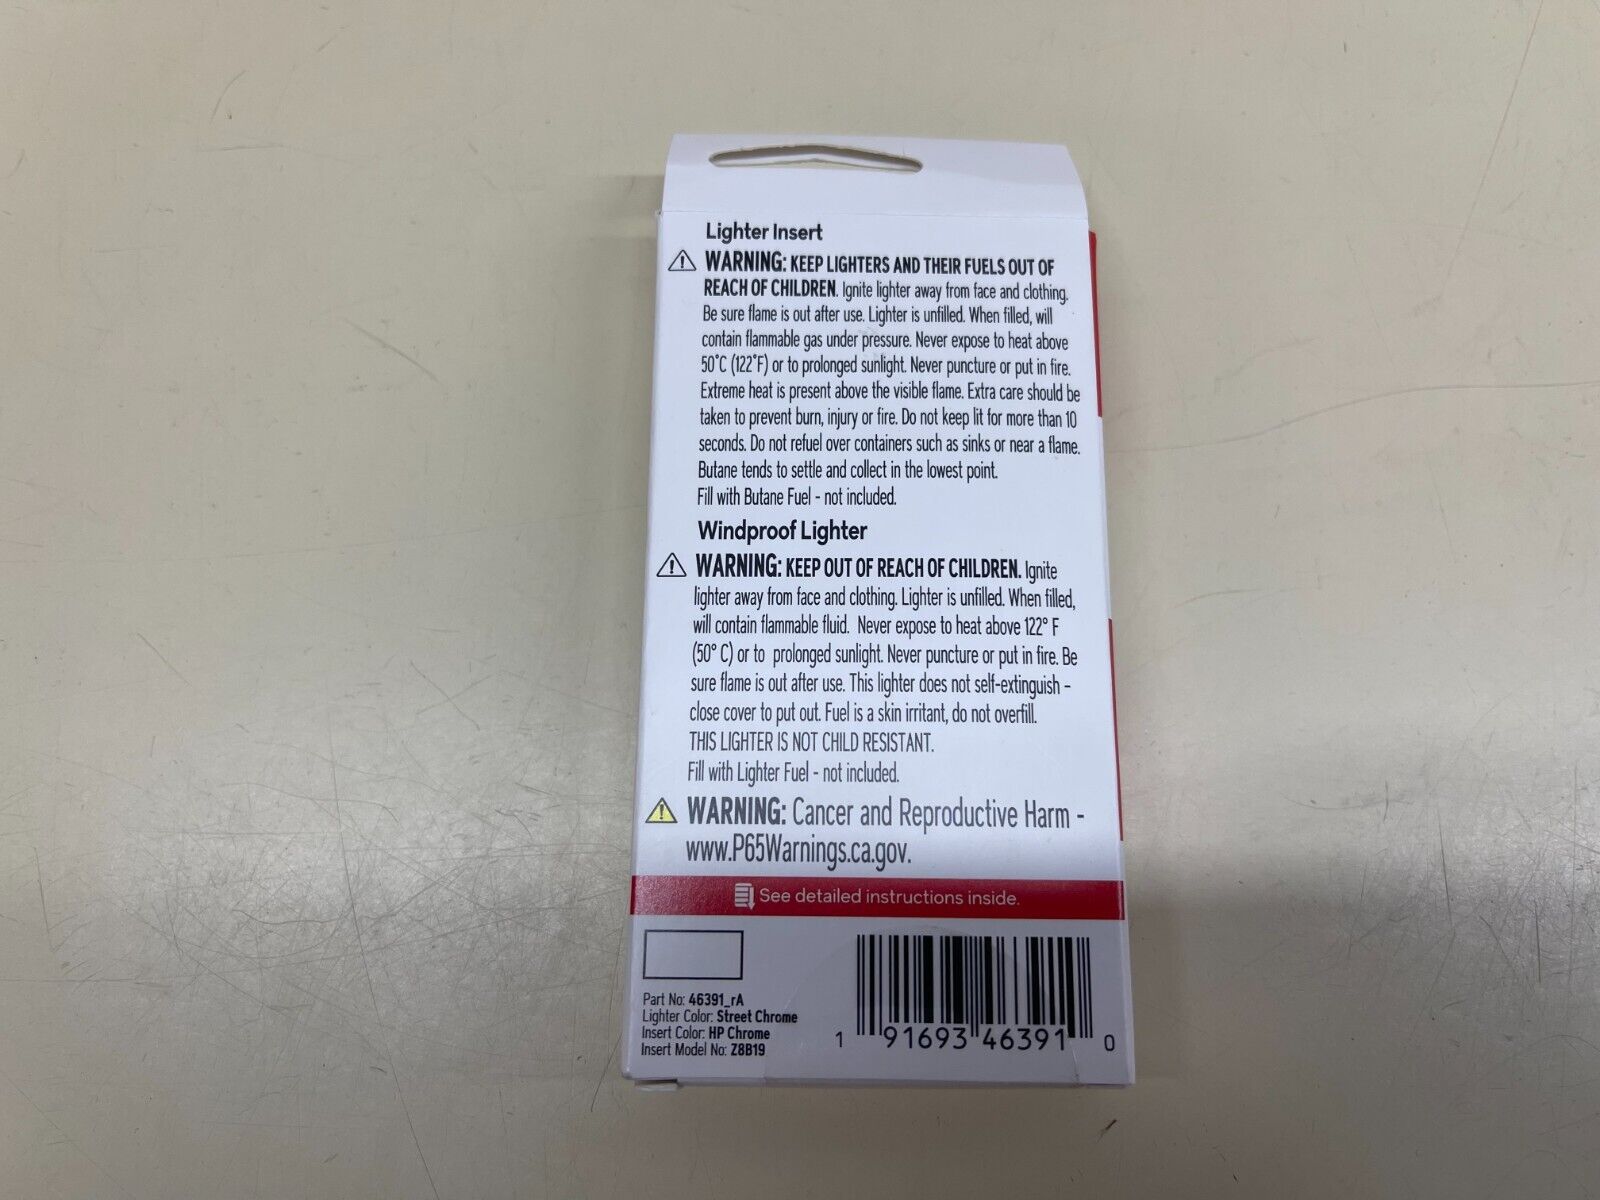 Lighter Insert
WARNING: KEEP LIGHTERS AND THEIR FUELS OUT OF
REACH OF CHILDREN. Ignite lighter away from face and clothing.
Be sure flame is out after use. Lighter is unfilled. When filled, will
contain flammable gas under pressure. Never expose to heat above
50°C (122°F) or to prolonged sunlight. Never puncture or put in fire.
Extreme heat is present above the visible flame. Extra care should be
taken to prevent burn, injury or fire. Do not keep lit for more than 10
seconds. Do not refuel over containers such as sinks or near a flame.
Butane tends to settle and collect in the lowest point.
Fill with Butane Fuel - not included.
Windproof Lighter
WARNING: KEEP OUT OF REACH OF CHILDREN. Ignite
lighter away from face and clothing. Lighter is unfilled. When filled,
will contain flammable fluid. Never expose to heat above 122° F
(50° C) or to prolonged sunlight. Never puncture or put in fire. Be
sure flame is out after use. This lighter does not self-extinguish -
close cover to put out. Fuel is a skin irritant, do not overfill.
THIS LIGHTER IS NOT CHILD RESISTANT.
Fill with Lighter Fuel - not included.
WARNING: Cancer and Reproductive Harm -
www.P65Warnings.ca.gov.
See detailed instructions inside.
Part No: 46391_rA
Lighter Color: Street Chrome
Insert Color: HP Chrome
Insert Model No: Z8B19
1 91693 46391 0